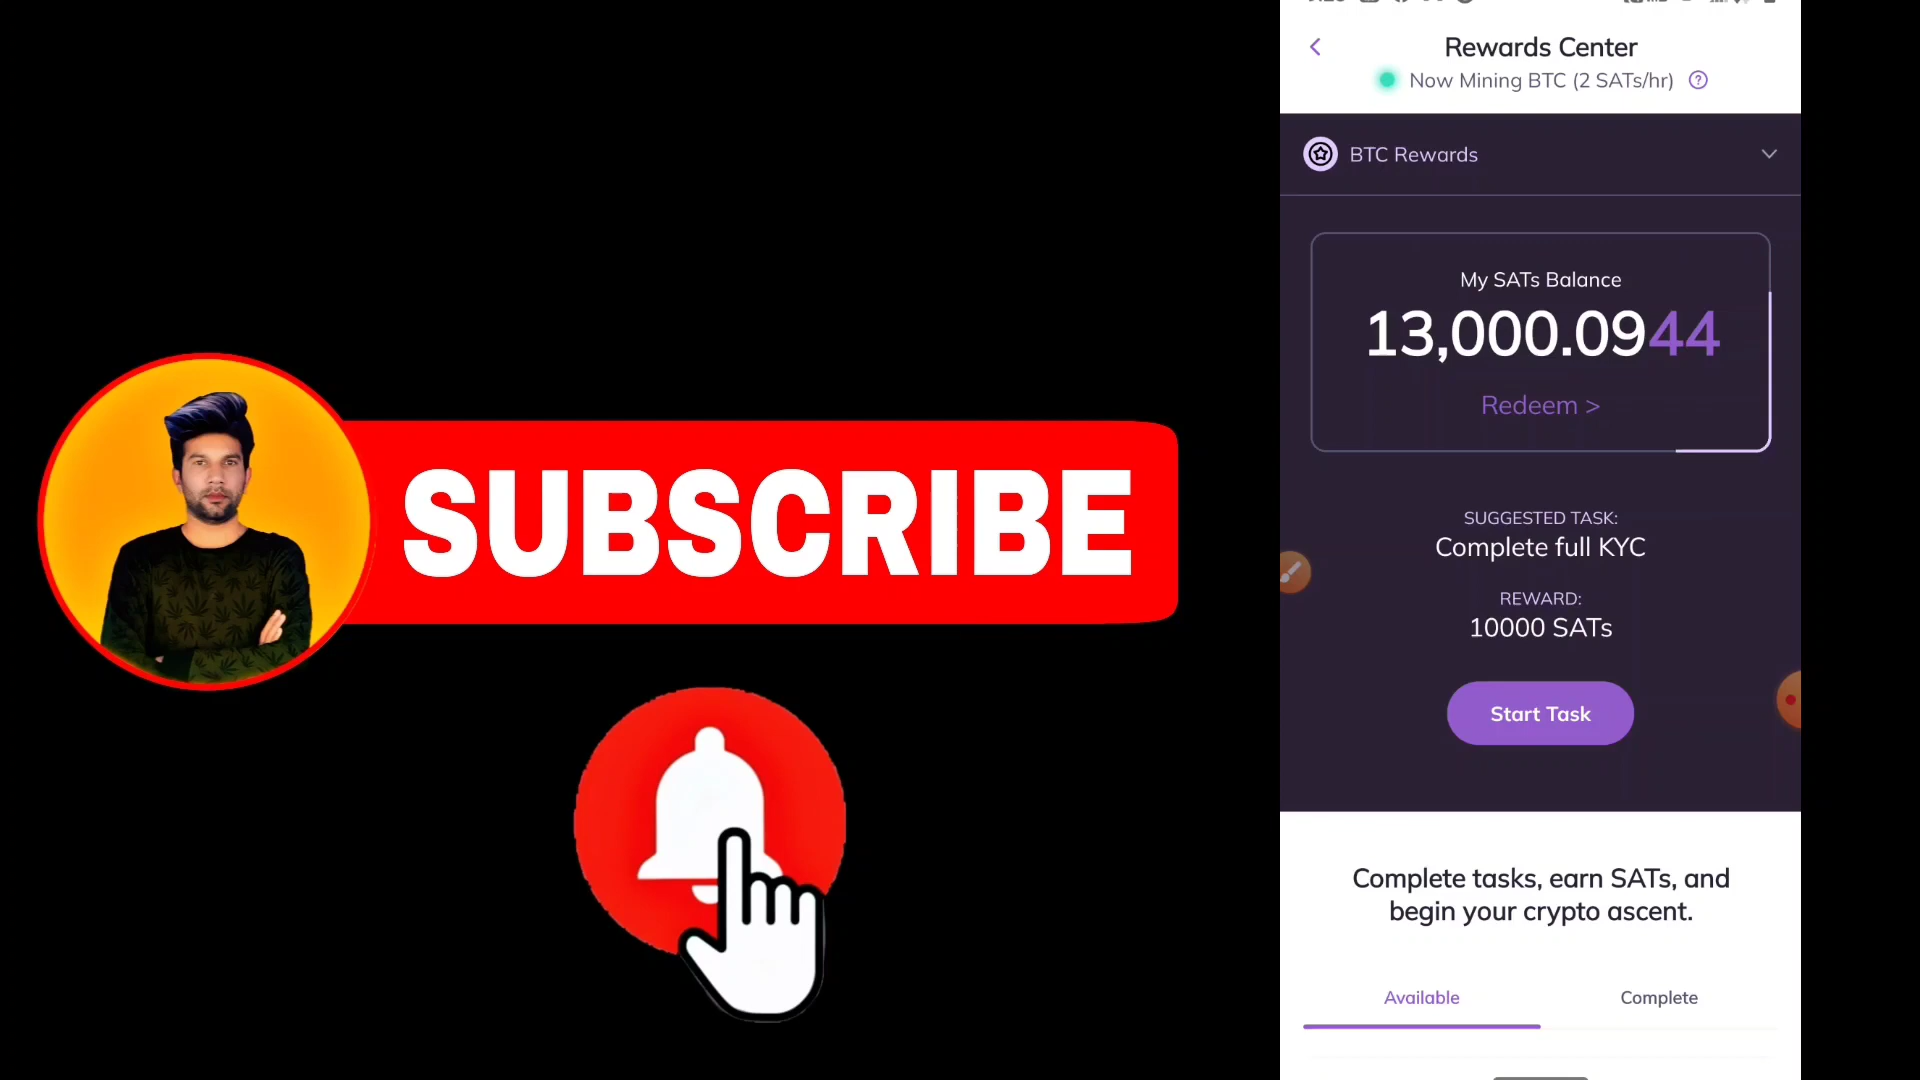 SUBSCRIBE
Rewards Center
Now Mining BTC (2 SATs/hr)
BTC Rewards
My SATs Balance
13,000.0944
Redeem >
SUGGESTED TASK:
Complete full KYC
REWARD:
10000 SATs
Start Task
Complete tasks, earn SATs, and
begin your crypto ascent.
Available
Complete